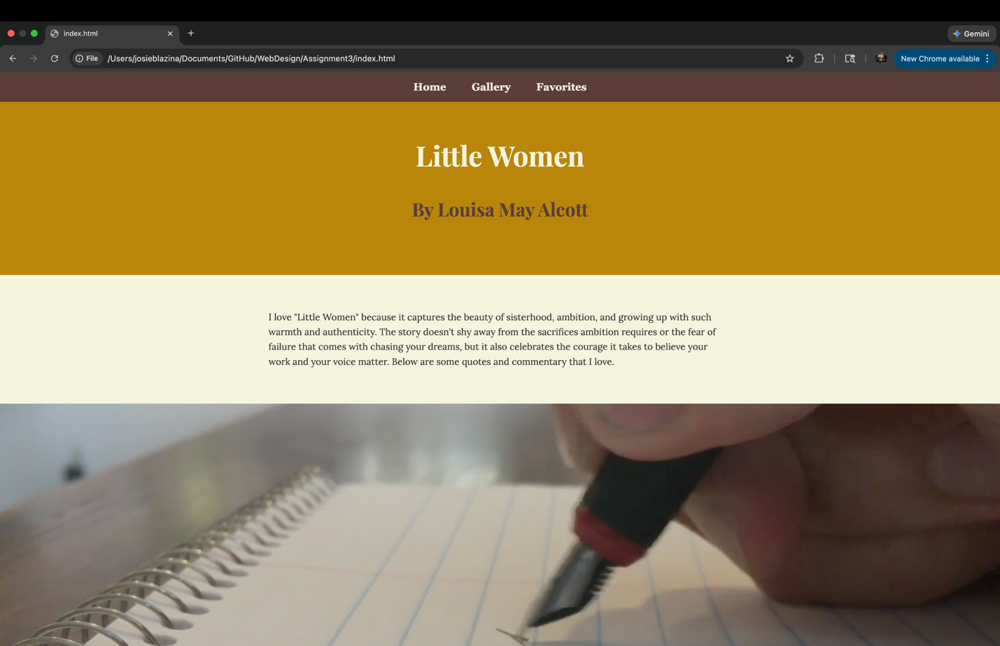 index.html
Gemini
File
/Users/josieblazina/Documents/GitHub/WebDesign/Assignment3/index.html
New Chrome available
Home Gallery Favorites
Little Women
By Louisa May Alcott
I love "Little Women" because it captures the beauty of sisterhood, ambition, and growing up with such
warmth and authenticity. The story doesn't shy away from the sacrifices ambition requires or the fear of
failure that comes with chasing your dreams, but it also celebrates the courage it takes to believe your
work and your voice matter. Below are some quotes and commentary that I love.